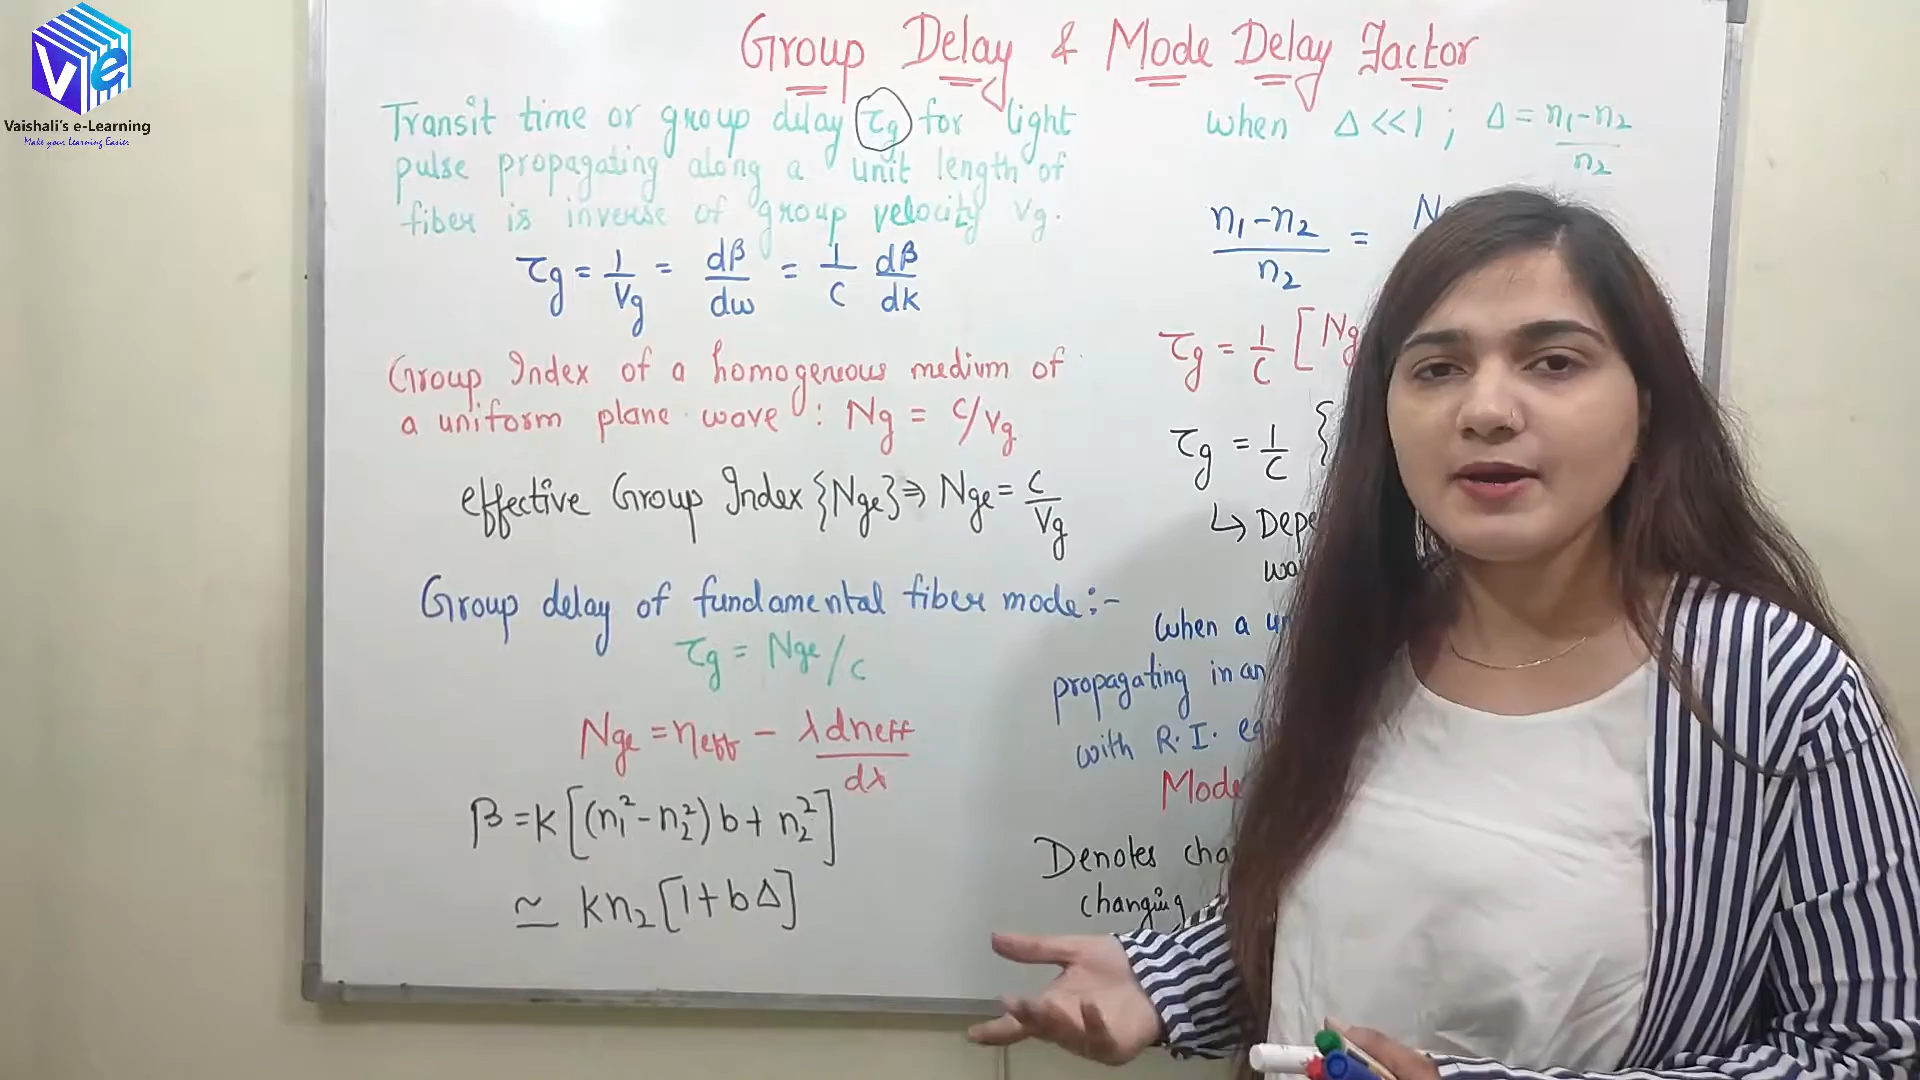 Ve
Vaishali's e-Learning
Make your Learning Easier
Group Delay & Mode Delay Factor
Transit time or group delay τg for light
pulse propagating along a unit length of
fiber is inverse of group velocity Vg.
τg = 1/Vg = dβ/dω = 1/C dβ/dk
Group Index of a homogeneous medium of
a uniform plane wave : Ng = C/Vg
effective Group Index {Nge} ⇒ Nge = C/Vg
Group delay of fundamental fiber mode:-
τg = Nge/C
Nge = neff - λdneff/dλ
β = K[(n₁² - n₂²) b + n₂²]
≃ kn₂[1 + bΔ]
when Δ<<1 ; Δ = n₁-n₂/n₂
n₁-n₂/n₂ =
τg = 1/C [Ng
τg = 1/C {
↳
when a
propagating in an
with R.I.
Mode
Denotes
changing